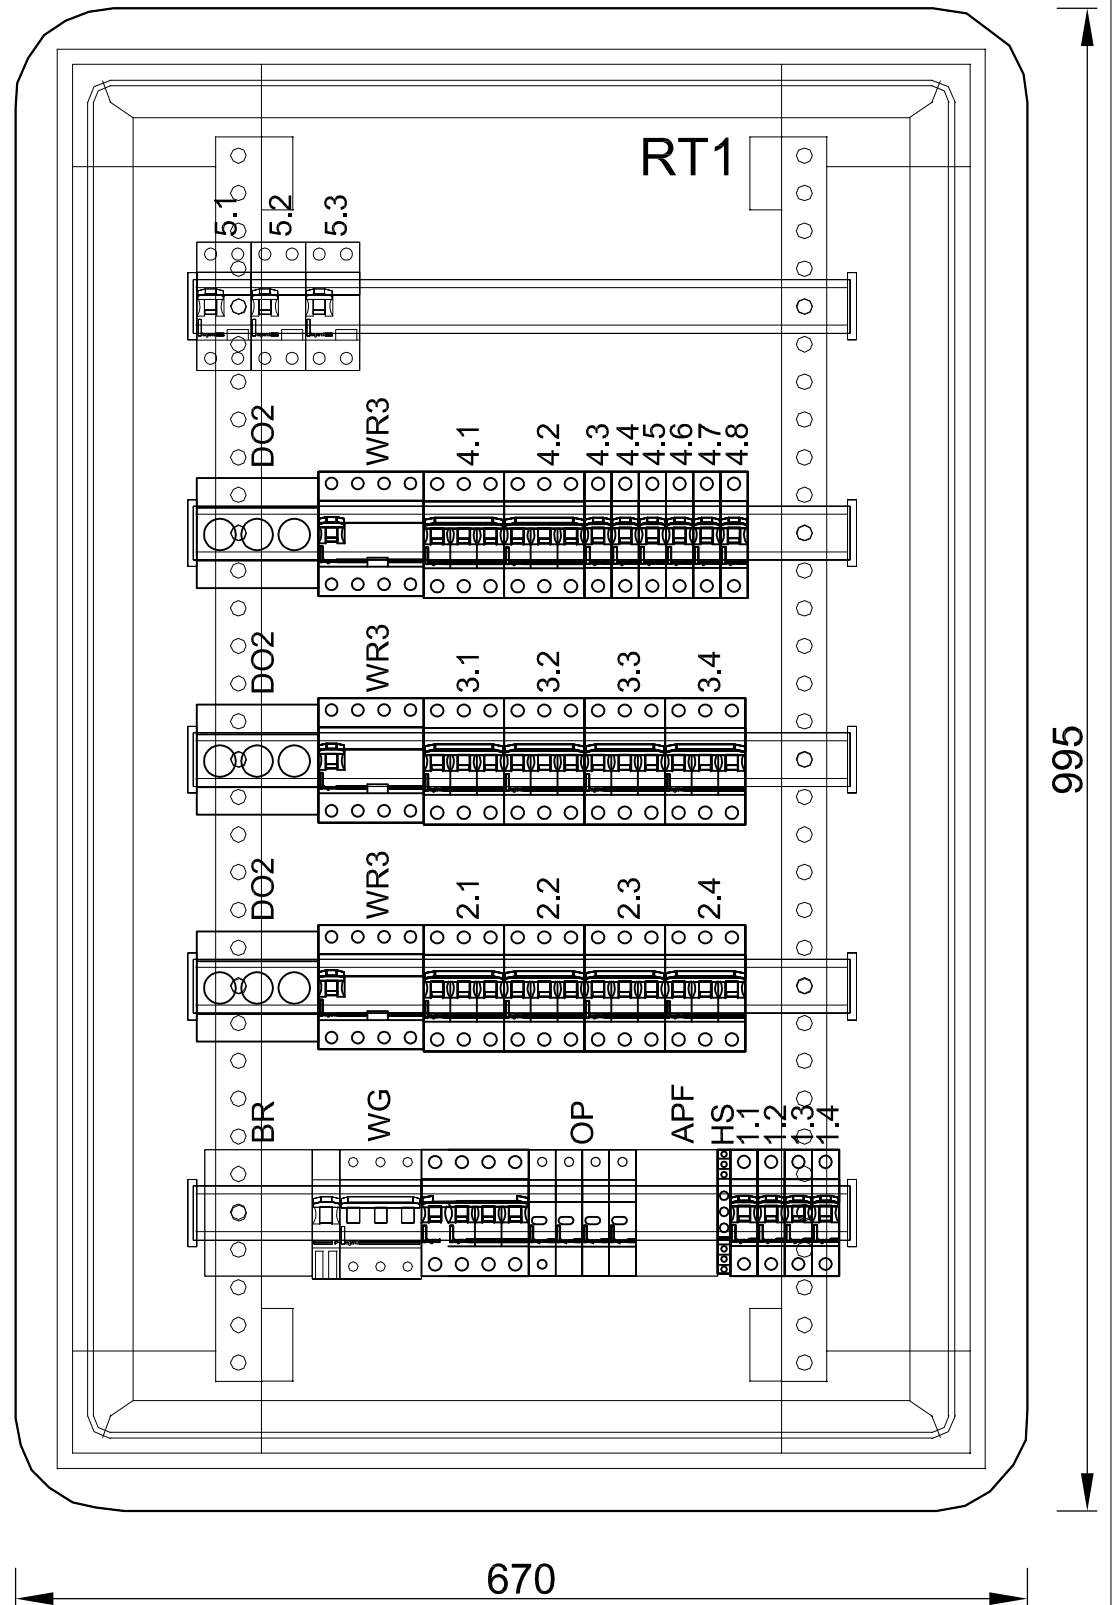 RT1
5.1 5.2 5.3
DO2 WR3 4.1 4.2 4.3 4.4 4.5 4.6 4.7 4.8
DO2 WR3 3.1 3.2 3.3 3.4
995
DO2 WR3 2.1 2.2 2.3 2.4
BR WG OP APF HS 1.1 1.2 1.3 1.4
670